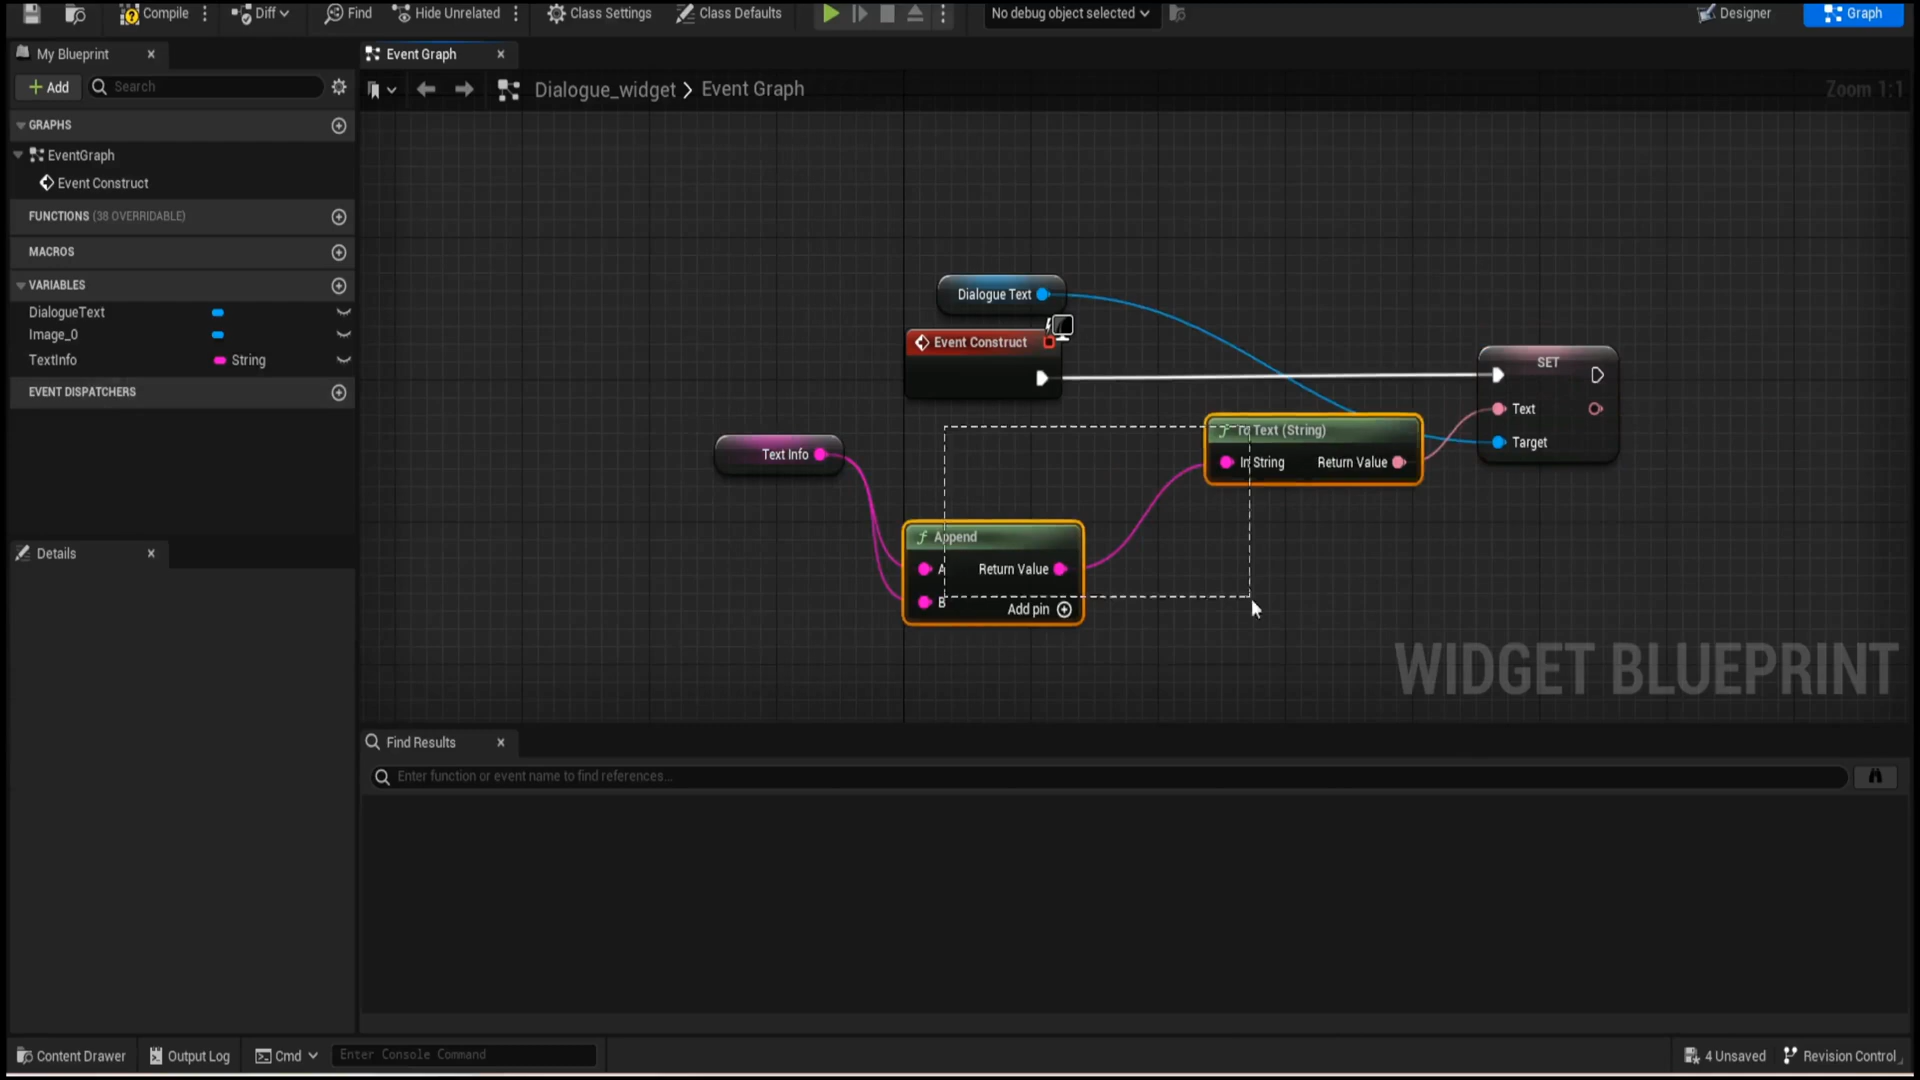 Compile
Diff
Find
Hide Unrelated
Class Settings
Class Defaults
No debug object selected
Designer
Graph
My Blueprint
Event Graph
Add
Search
Dialogue_widget > Event Graph
Zoom 1:1
GRAPHS
EventGraph
Event Construct
FUNCTIONS (38 OVERRIDABLE)
MACROS
VARIABLES
DialogueText
Image_0
TextInfo
String
EVENT DISPATCHERS
Details
Dialogue Text
Event Construct
SET
Text
Target
Text Info
To Text (String)
In String
Return Value
Append
A
Return Value
B
Add pin
WIDGET BLUEPRINT
Find Results
Enter function or event name to find references...
Content Drawer
Output Log
Cmd
Enter Console Command
4 Unsaved
Revision Control